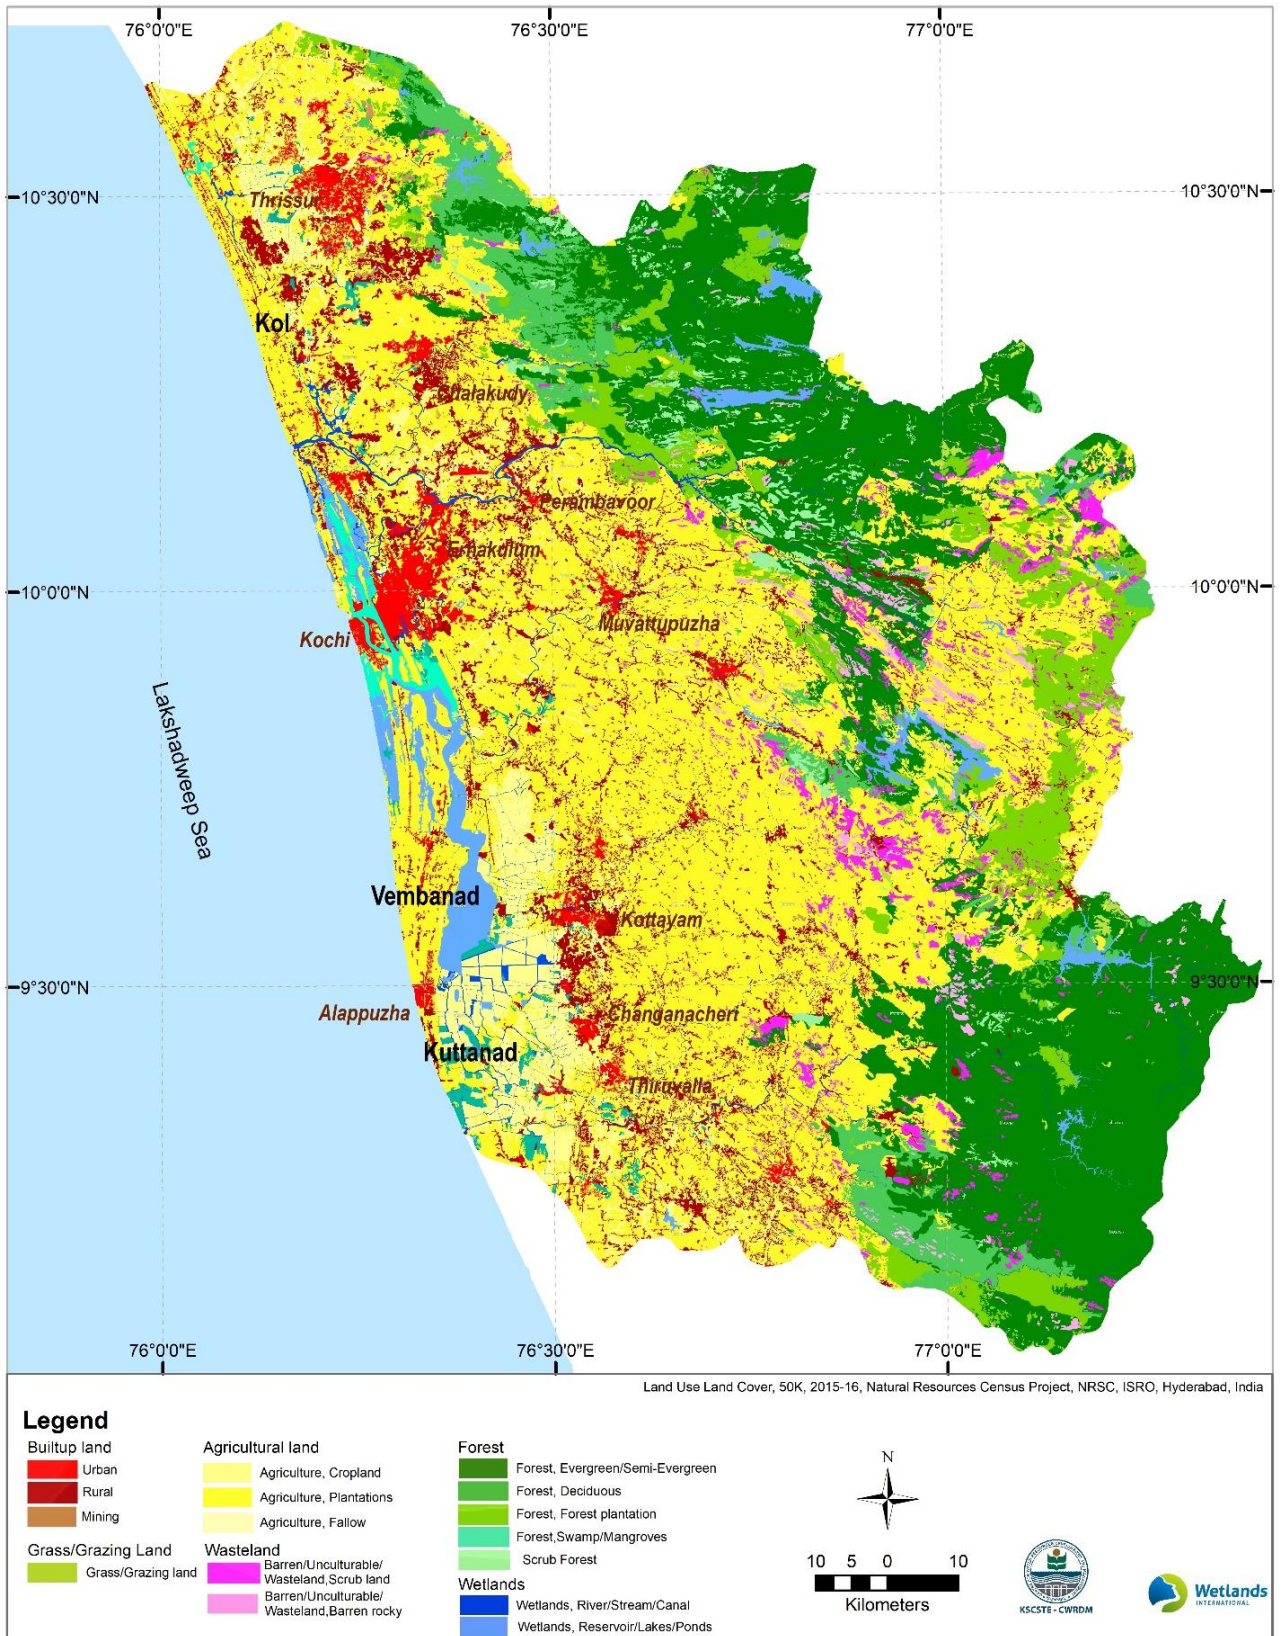 76°0'0"E 76°30'0"E 77°0'0"E
10°30'0"N 10°30'0"N
Thrissur
Kol
Chalakudy
Perambavoor
Ernakulum
10°0'0"N 10°0'0"N
Muvattupuzha
Kochi
Lakshadweep Sea
Vembanad
Kottayam
9°30'0"N 9°30'0"N
Alappuzha
Changanacheri
Kuttanad
Thiruvalla
76°0'0"E 76°30'0"E 77°0'0"E
Land Use Land Cover, 50K, 2015-16, Natural Resources Census Project, NRSC, ISRO, Hyderabad, India
Legend
Builtup land
Urban
Rural
Mining
Grass/Grazing Land
Grass/Grazing land
Agricultural land
Agriculture, Cropland
Agriculture, Plantations
Agriculture, Fallow
Wasteland
Barren/Unculturable/
Wasteland,Scrub land
Barren/Unculturable/
Wasteland,Barren rocky
Forest
Forest, Evergreen/Semi-Evergreen
Forest, Deciduous
Forest, Forest plantation
Forest,Swamp/Mangroves
Scrub Forest
Wetlands
Wetlands, River/Stream/Canal
Wetlands, Reservoir/Lakes/Ponds
N
10 5 0 10
Kilometers
KSCSTE - CWRDM
Wetlands
INTERNATIONAL